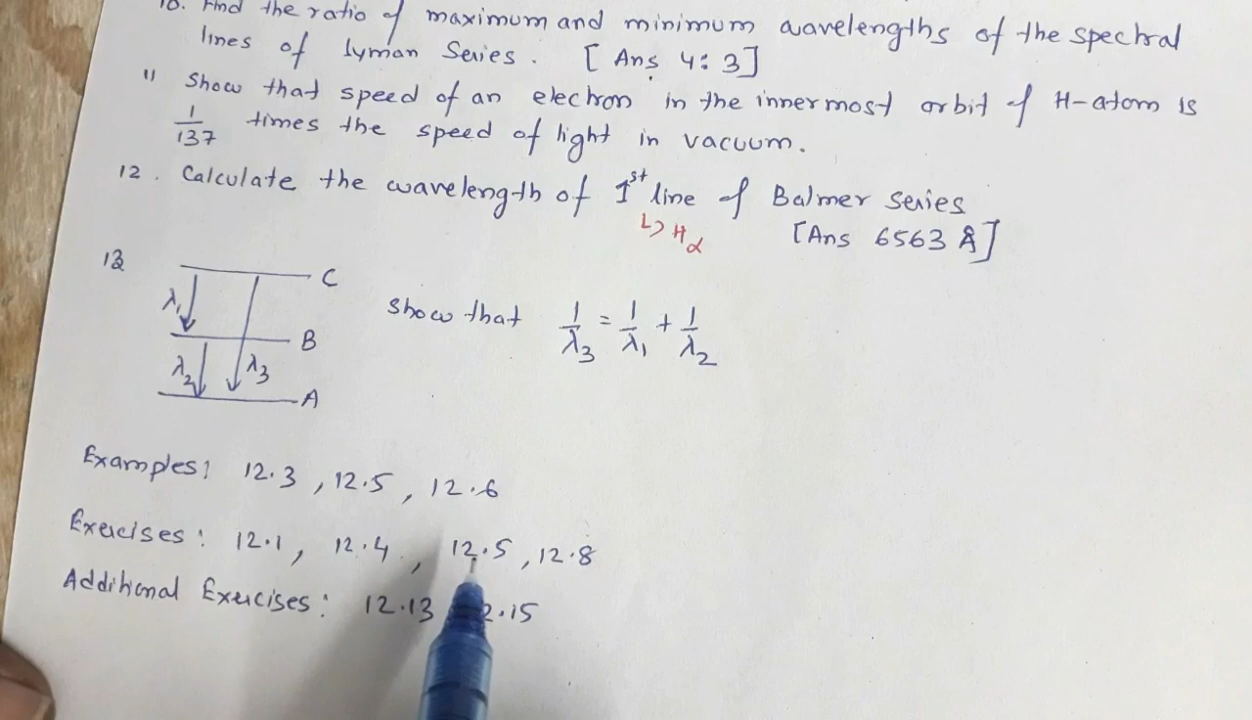 10. Find the ratio of maximum and minimum wavelengths of the spectral
lines of lyman Series. [Ans 4:3]
11 Show that speed of an electron in the innermost orbit of H-atom is
1/137 times the speed of light in vacuum.
12. Calculate the wavelength of 1st line of Balmer series
↳ Hα [Ans 6563 Å]
13
C
λ1
Show that 1/λ3 = 1/λ1 + 1/λ2
B
λ2 λ3
A
Examples: 12.3, 12.5, 12.6
Exercises: 12.1, 12.4, 12.5, 12.8
Additional Exercises: 12.13 2.15